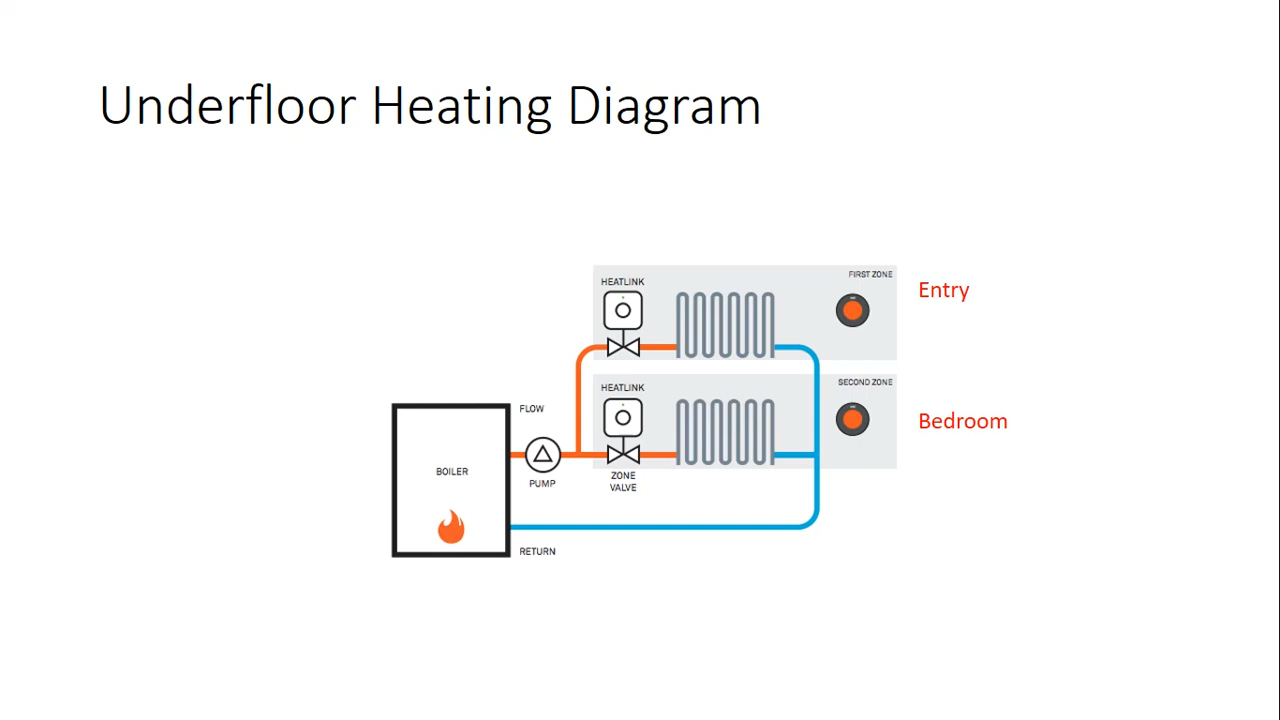 Underfloor Heating Diagram
HEATLINK
FIRST ZONE
Entry
HEATLINK
SECOND ZONE
Bedroom
FLOW
BOILER
PUMP
ZONE
VALVE
RETURN